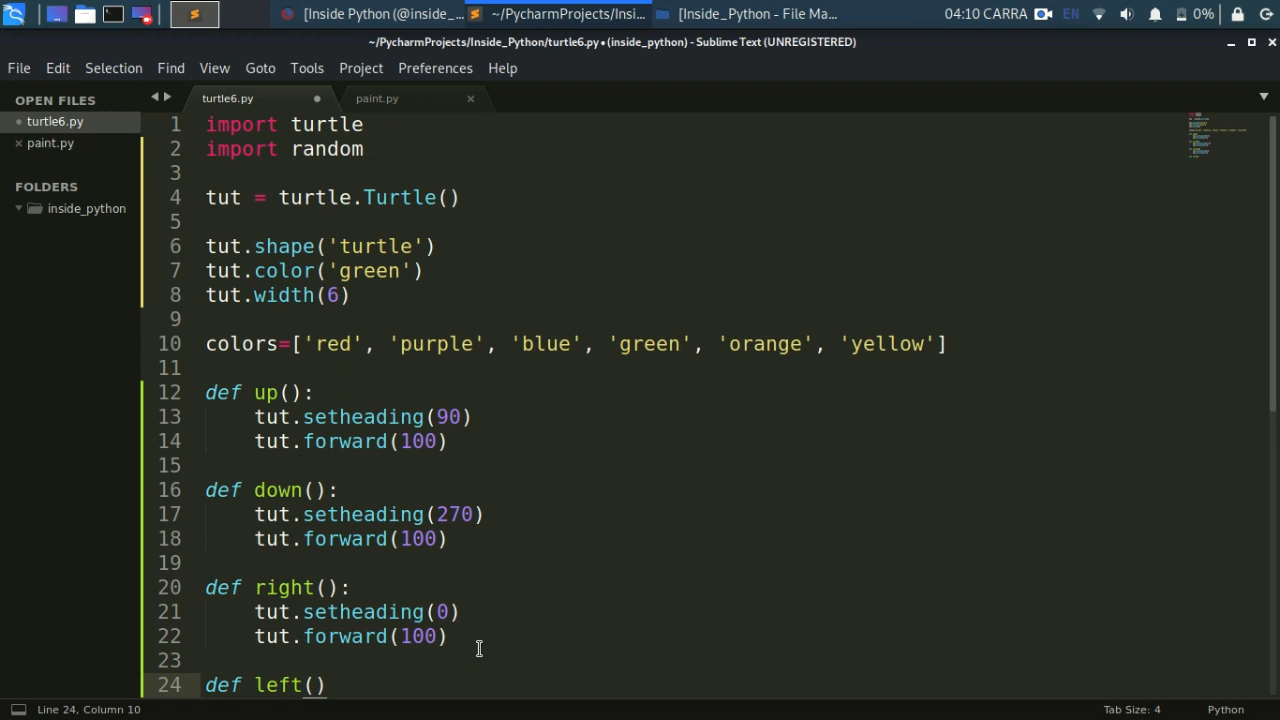 [Inside Python (@inside_... ~/PycharmProjects/Insi... [Inside_Python - File Ma... 04:10 CARRA EN 0%
~/PycharmProjects/Inside_Python/turtle6.py • (inside_python) - Sublime Text (UNREGISTERED)
File Edit Selection Find View Goto Tools Project Preferences Help
OPEN FILES
turtle6.py
paint.py
FOLDERS
inside_python
turtle6.py paint.py
1 import turtle
2 import random
3
4 tut = turtle.Turtle()
5
6 tut.shape('turtle')
7 tut.color('green')
8 tut.width(6)
9
10 colors=['red', 'purple', 'blue', 'green', 'orange', 'yellow']
11
12 def up():
13 tut.setheading(90)
14 tut.forward(100)
15
16 def down():
17 tut.setheading(270)
18 tut.forward(100)
19
20 def right():
21 tut.setheading(0)
22 tut.forward(100)
23
24 def left()
Line 24, Column 10 Tab Size: 4 Python